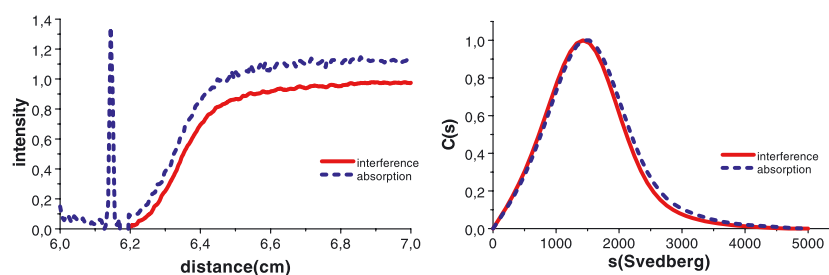 1,4
1,2
1,0
0,8
0,6
0,4
0,2
0,0
intensity
6,0 6,2 6,4 6,6 6,8 7,0
distance(cm)
interference
absorption
1,0
0,8
0,6
0,4
0,2
0,0
C(s)
0 1000 2000 3000 4000 5000
s(Svedberg)
interference
absorption